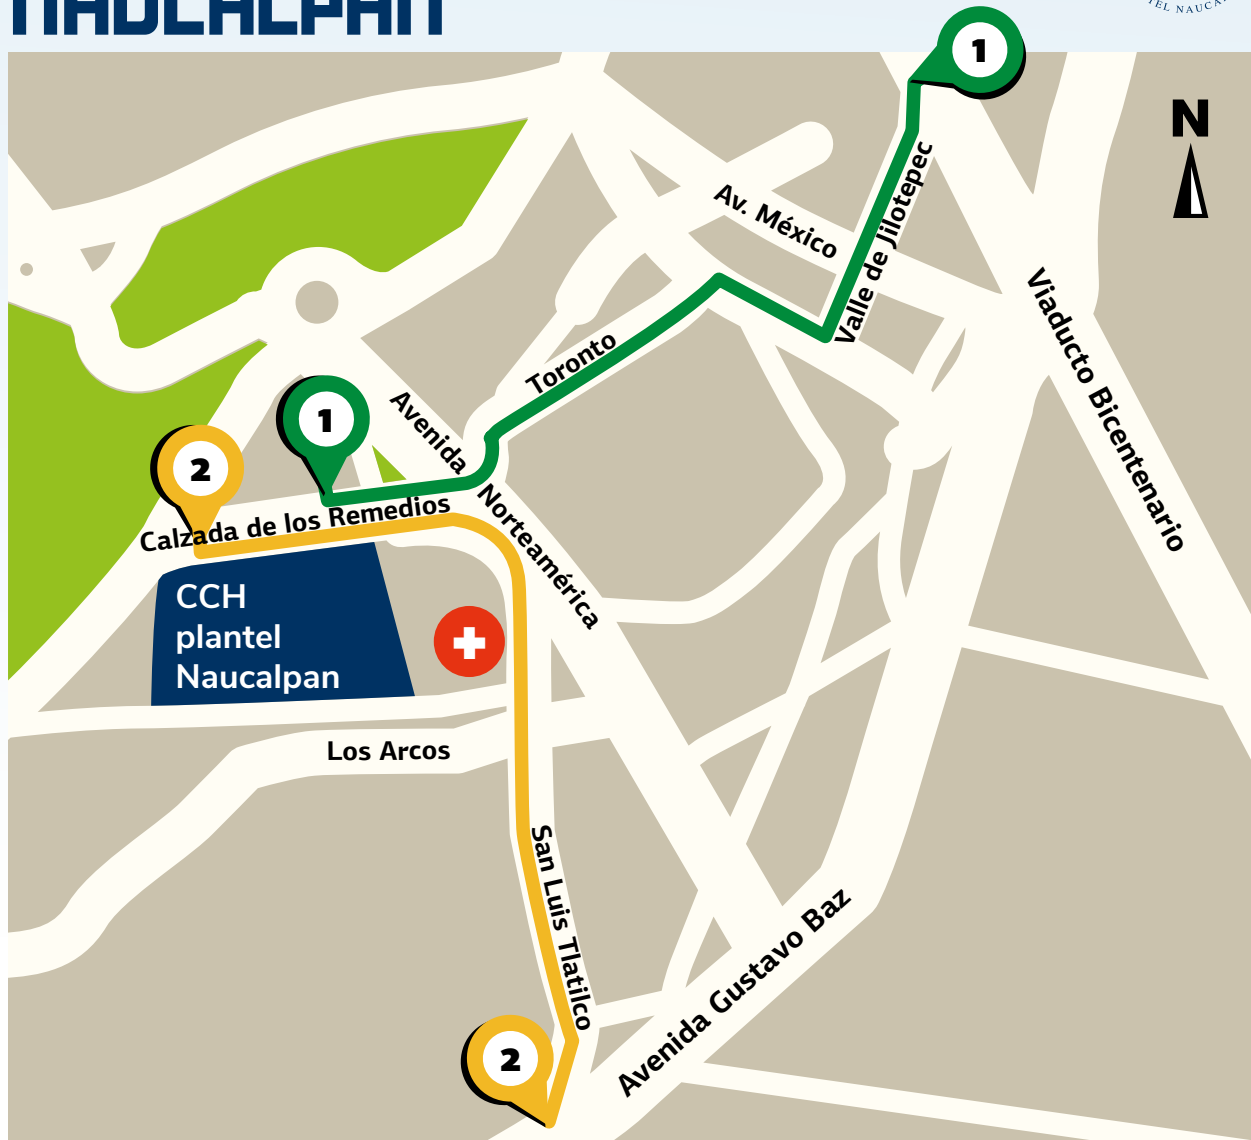 NAUCALPAN
1
N
Av. México
Valle de Jilotepec
Viaducto Bicentenario
Toronto
Avenida
Norteamérica
1
2
Calzada de los Remedios
CCH
plantel
Naucalpan
Los Arcos
San Luis Tlatilco
Avenida Gustavo Baz
2